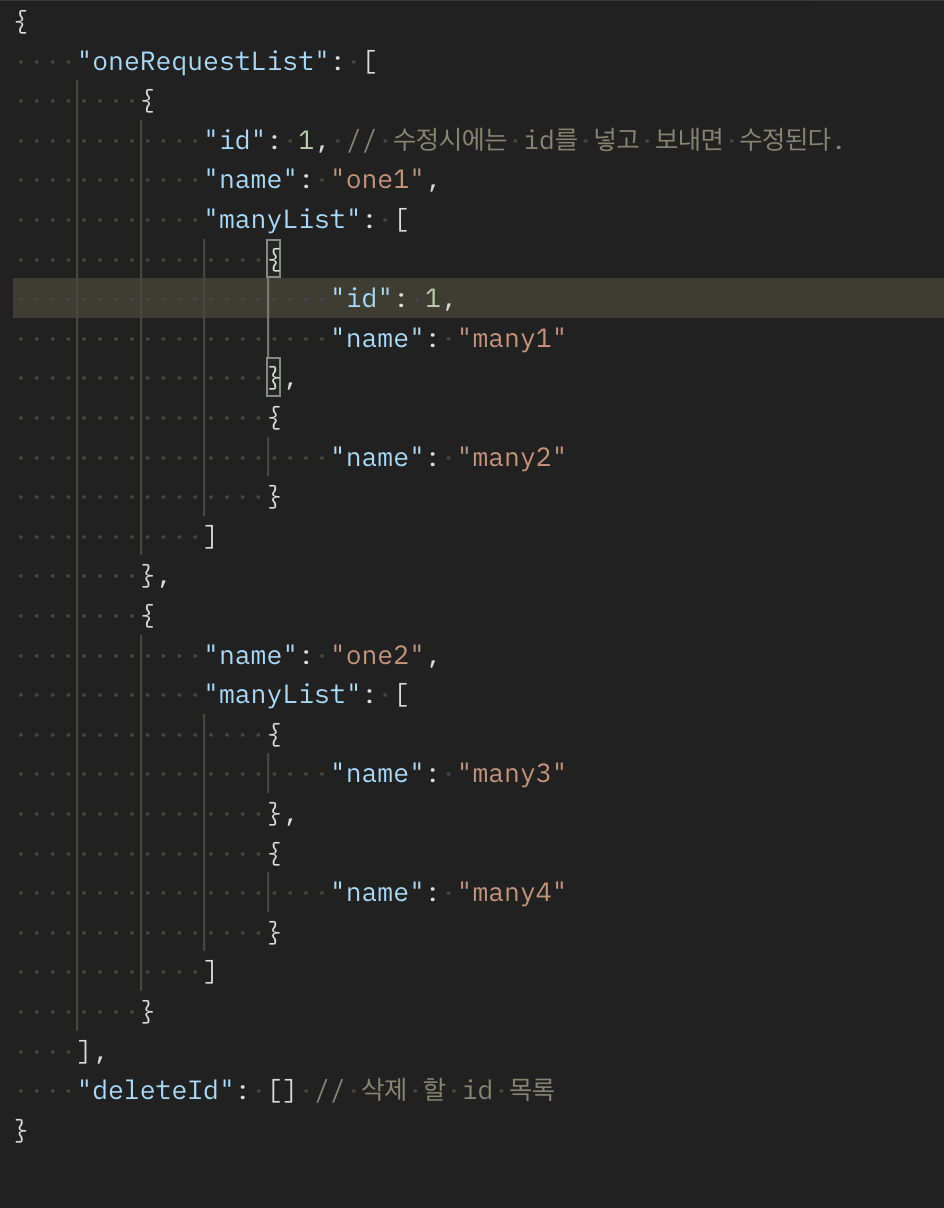 {
    "oneRequestList": [
        {
            "id": 1, // 수정시에는 id를 넣고 보내면 수정된다.
            "name": "one1",
            "manyList": [
                {
                    "id": 1,
                    "name": "many1"
                },
                {
                    "name": "many2"
                }
            ]
        },
        {
            "name": "one2",
            "manyList": [
                {
                    "name": "many3"
                },
                {
                    "name": "many4"
                }
            ]
        }
    ],
    "deleteId": [] // 삭제 할 id 목록
}